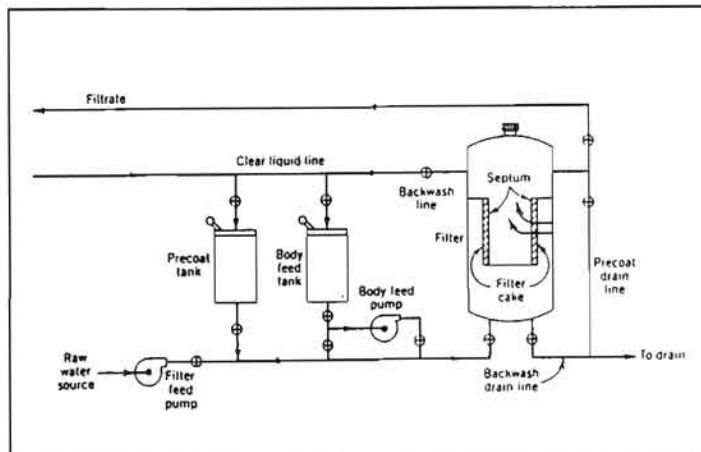 Filtrate
Clear liquid line
Backwash
line
Septum
Filter
Precoat
tank
Body
feed
tank
Body feed
pump
Filter
cake
Precoat
drain
line
Raw
water
source
Filter
feed
pump
Backwash
drain line
To drain